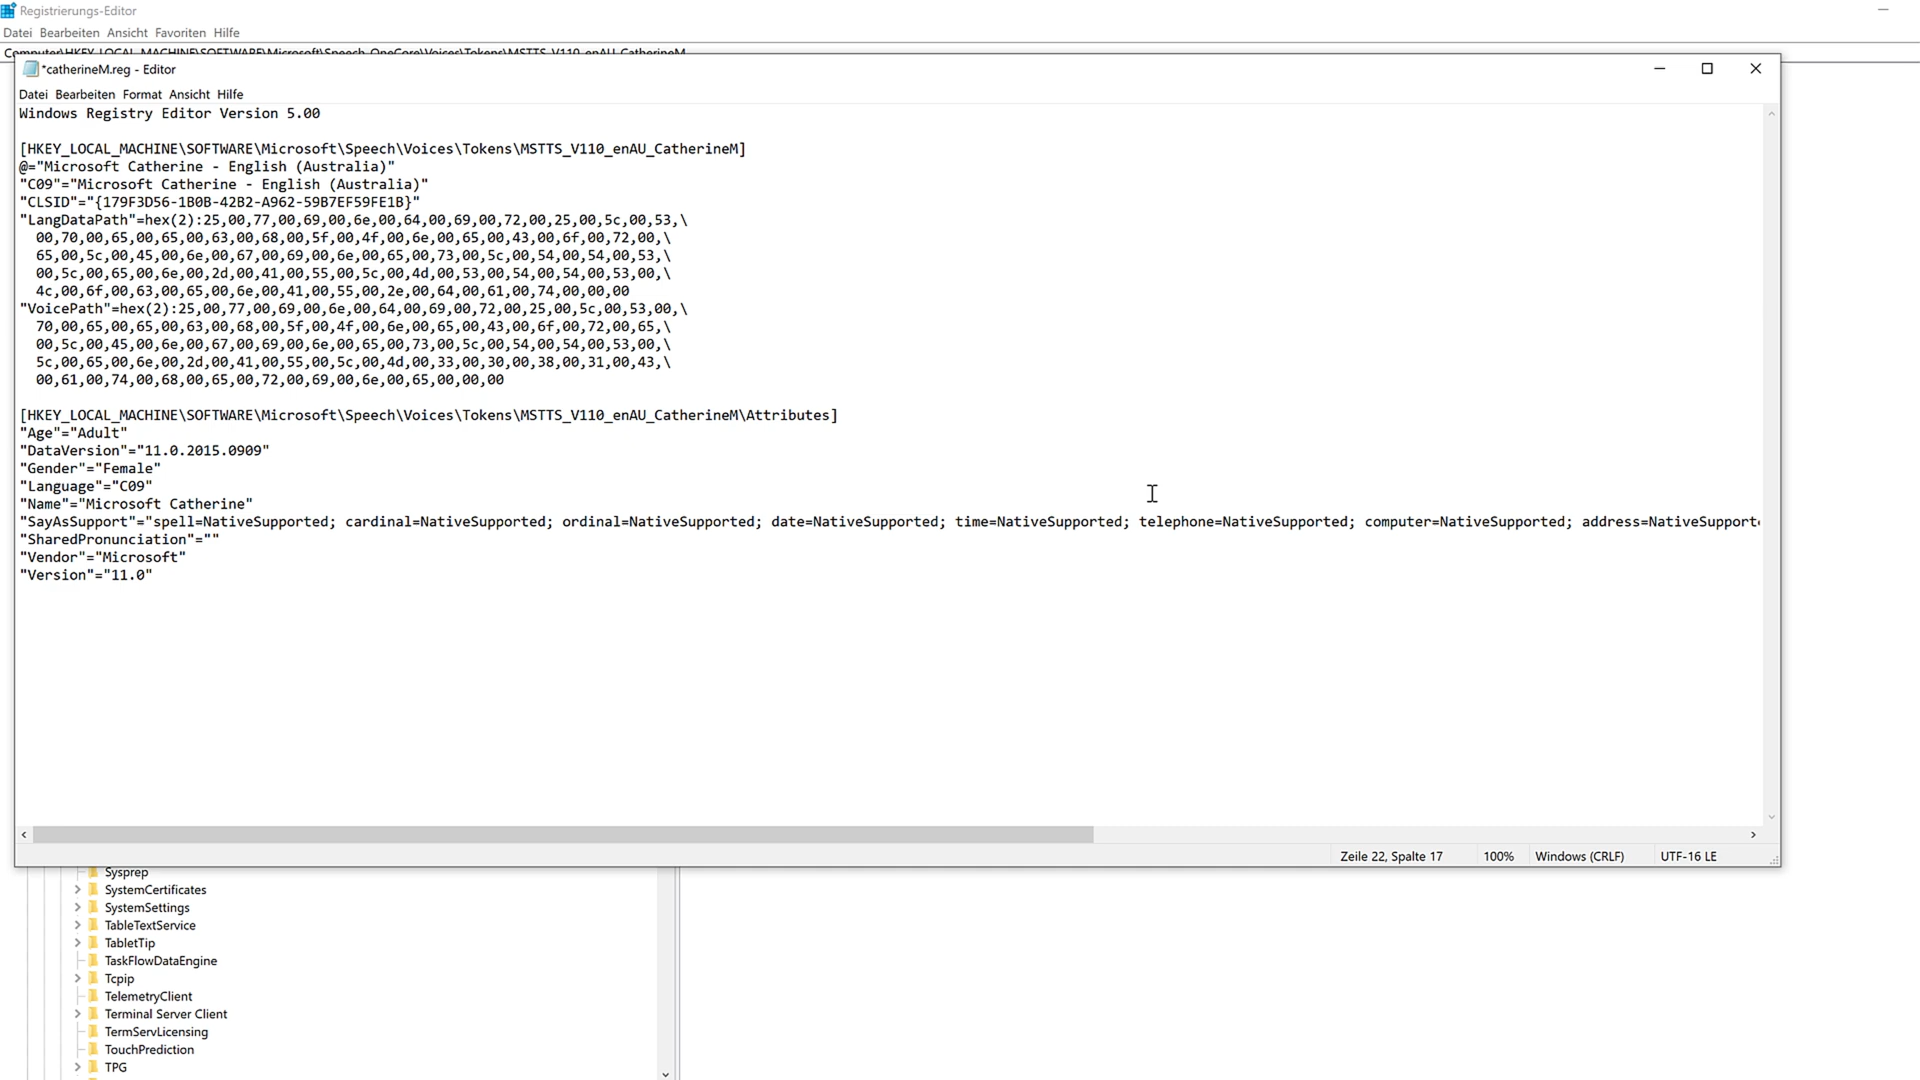 Registrierungs-Editor
Datei Bearbeiten Ansicht Favoriten Hilfe
Computer\HKEY_LOCAL_MACHINE\SOFTWARE\Microsoft\Speech_OneCore\Voices\Tokens\MSTTS_V110_enAU_CatherineM
*catherineM.reg - Editor
Datei Bearbeiten Format Ansicht Hilfe
Windows Registry Editor Version 5.00
[HKEY_LOCAL_MACHINE\SOFTWARE\Microsoft\Speech\Voices\Tokens\MSTTS_V110_enAU_CatherineM]
@="Microsoft Catherine - English (Australia)"
"C09"="Microsoft Catherine - English (Australia)"
"CLSID"="{179F3D56-1B0B-42B2-A962-59B7EF59FE1B}"
"LangDataPath"=hex(2):25,00,77,00,69,00,6e,00,64,00,69,00,72,00,25,00,5c,00,53,\
00,70,00,65,00,65,00,63,00,68,00,5f,00,4f,00,6e,00,65,00,43,00,6f,00,72,00,\
65,00,5c,00,45,00,6e,00,67,00,69,00,6e,00,65,00,73,00,5c,00,54,00,54,00,53,\
00,5c,00,65,00,6e,00,2d,00,41,00,55,00,5c,00,4d,00,53,00,54,00,54,00,53,00,\
4c,00,6f,00,63,00,65,00,6e,00,41,00,55,00,2e,00,64,00,61,00,74,00,00,00
"VoicePath"=hex(2):25,00,77,00,69,00,6e,00,64,00,69,00,72,00,25,00,5c,00,53,00,\
70,00,65,00,65,00,63,00,68,00,5f,00,4f,00,6e,00,65,00,43,00,6f,00,72,00,65,\
00,5c,00,45,00,6e,00,67,00,69,00,6e,00,65,00,73,00,5c,00,54,00,54,00,53,00,\
5c,00,65,00,6e,00,2d,00,41,00,55,00,5c,00,4d,00,33,00,30,00,38,00,31,00,43,\
00,61,00,74,00,68,00,65,00,72,00,69,00,6e,00,65,00,00,00
[HKEY_LOCAL_MACHINE\SOFTWARE\Microsoft\Speech\Voices\Tokens\MSTTS_V110_enAU_CatherineM\Attributes]
"Age"="Adult"
"DataVersion"="11.0.2015.0909"
"Gender"="Female"
"Language"="C09"
"Name"="Microsoft Catherine"
"SayAsSupport"="spell=NativeSupported; cardinal=NativeSupported; ordinal=NativeSupported; date=NativeSupported; time=NativeSupported; telephone=NativeSupported; computer=NativeSupported; address=NativeSupporte
"SharedPronunciation"=""
"Vendor"="Microsoft"
"Version"="11.0"
Zeile 22, Spalte 17 100% Windows (CRLF) UTF-16 LE
Sysprep
SystemCertificates
SystemSettings
TableTextService
TabletTip
TaskFlowDataEngine
Tcpip
TelemetryClient
Terminal Server Client
TermServLicensing
TouchPrediction
TPG